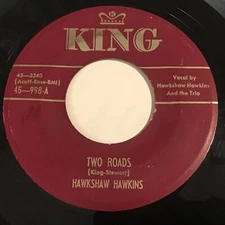 KING
45-3340
(Acuff-Rose-BMI)
45-998-A
Vocal by
Hawkshaw Hawkins
And the Trio
TWO ROADS
(King-Stewart)
HAWKSHAW HAWKINS